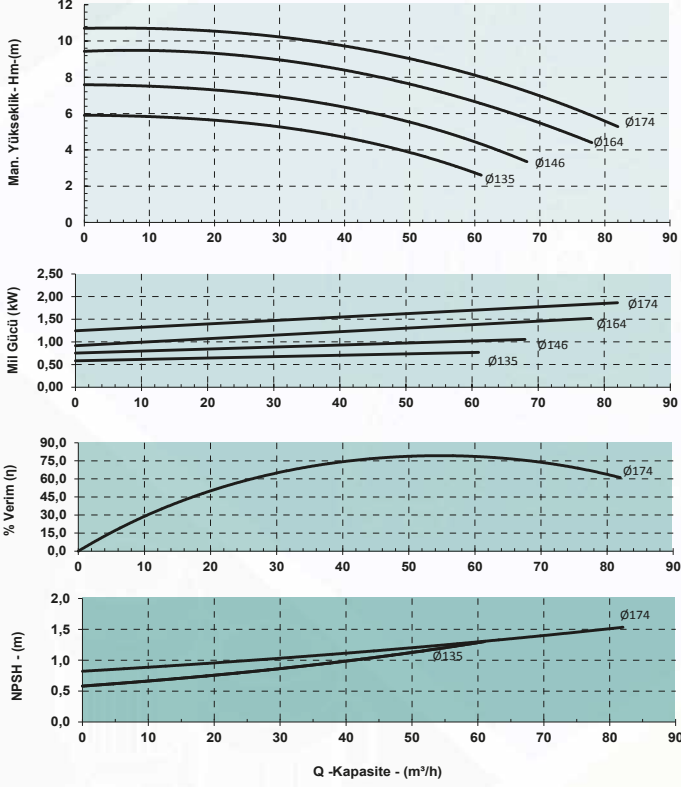 12
10
8
6
4
2
0
Man. Yükseklik- Hm-(m)
Ø174
Ø164
Ø146
Ø135
0 10 20 30 40 50 60 70 80 90
2,50
2,00
1,50
1,00
0,50
0,00
Mil Gücü (kW)
Ø174
Ø164
Ø146
Ø135
0 10 20 30 40 50 60 70 80 90
90,0
75,0
60,0
45,0
30,0
15,0
0,0
% Verim (η)
Ø174
0 10 20 30 40 50 60 70 80 90
2,0
1,5
1,0
0,5
0,0
NPSH - (m)
Ø174
Ø135
0 10 20 30 40 50 60 70 80 90
Q -Kapasite - (m³/h)